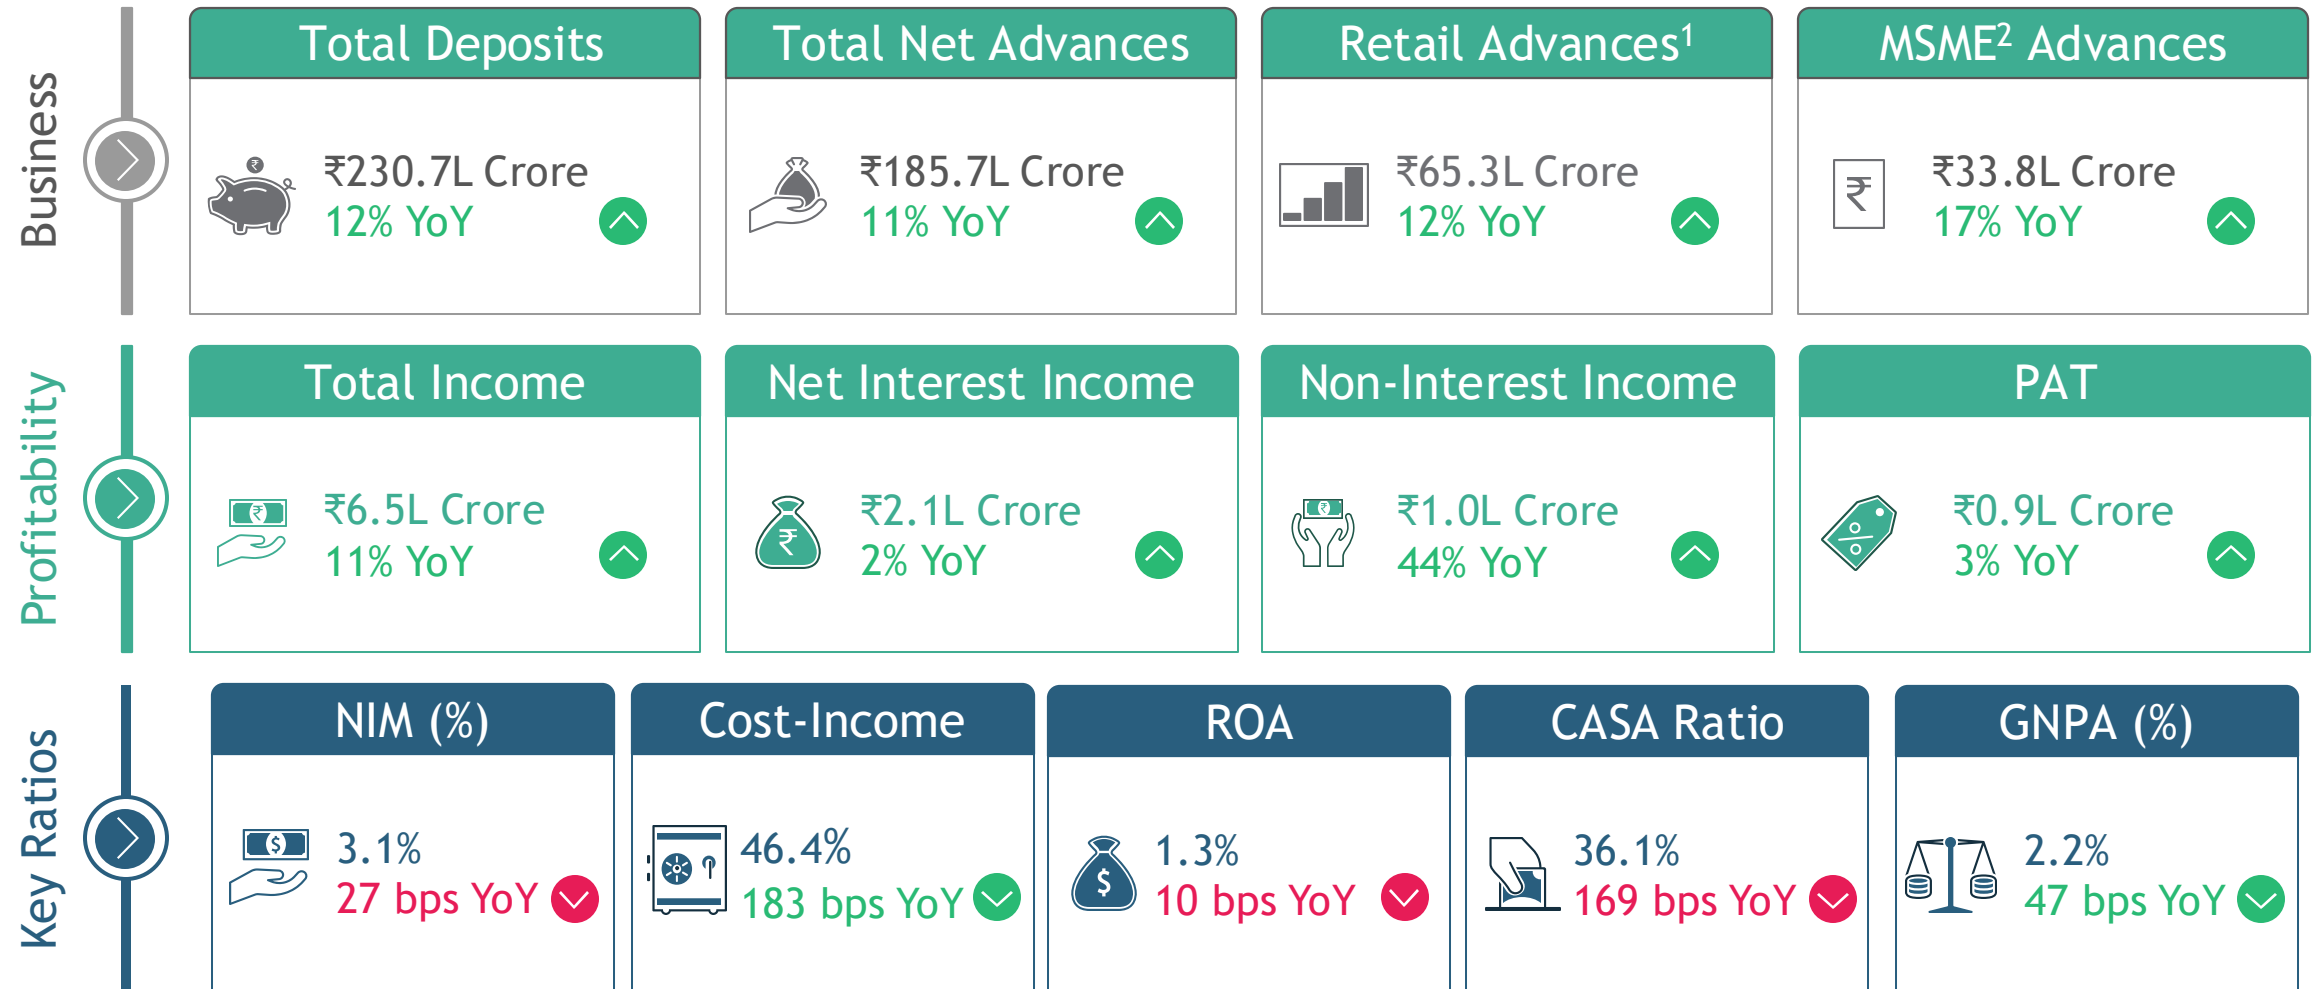 Business
Total Deposits
₹230.7L Crore
12% YoY
Total Net Advances
₹185.7L Crore
11% YoY
Retail Advances¹
₹65.3L Crore
12% YoY
MSME² Advances
₹
₹33.8L Crore
17% YoY
Profitability
Total Income
₹6.5L Crore
11% YoY
Net Interest Income
₹
₹2.1L Crore
2% YoY
Non-Interest Income
₹1.0L Crore
44% YoY
PAT
%
₹0.9L Crore
3% YoY
Key Ratios
NIM (%)
$
3.1%
27 bps YoY
Cost-Income
46.4%
183 bps YoY
ROA
$
1.3%
10 bps YoY
CASA Ratio
36.1%
169 bps YoY
GNPA (%)
2.2%
47 bps YoY